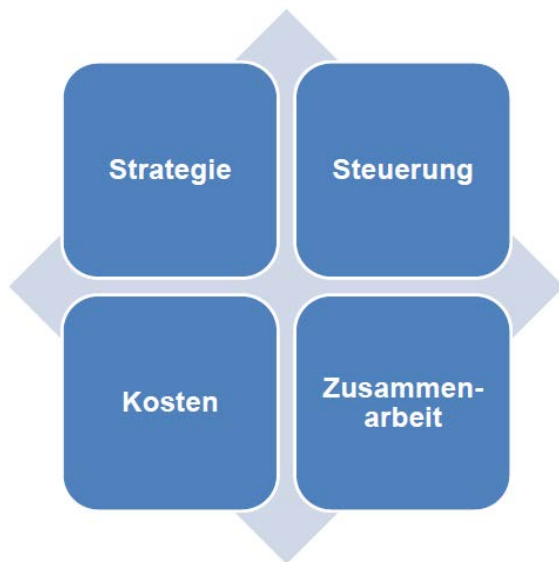 Strategie
Steuerung
Kosten
Zusammen-
arbeit